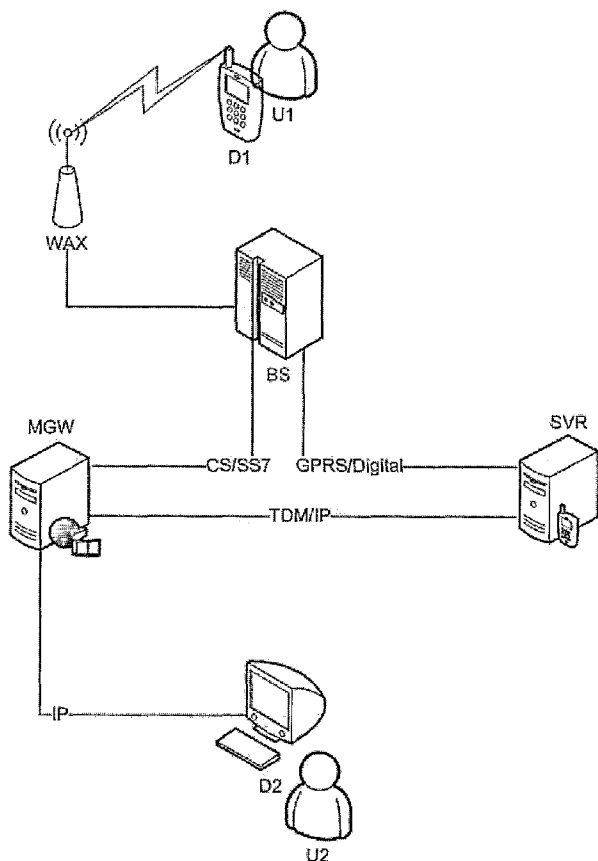 U1
D1
WAX
BS
MGW
SVR
CS/SS7
GPRS/Digital
TDM/IP
IP
D2
U2